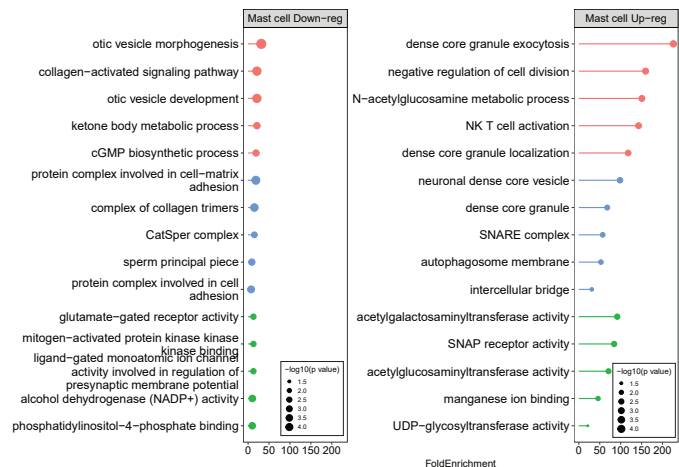 Mast cell Down-reg
otic vesicle morphogenesis
collagen−activated signaling pathway
otic vesicle development
ketone body metabolic process
cGMP biosynthetic process
protein complex involved in cell−matrix
adhesion
complex of collagen trimers
CatSper complex
sperm principal piece
protein complex involved in cell
adhesion
glutamate−gated receptor activity
mitogen−activated protein kinase kinase
kinase binding
ligand−gated monoatomic ion channel
activity involved in regulation of
presynaptic membrane potential
alcohol dehydrogenase (NADP+) activity
phosphatidylinositol−4−phosphate binding
−log10(p value)
1.5
2.0
2.5
3.0
3.5
4.0
0 50 100 150 200
Mast cell Up-reg
dense core granule exocytosis
negative regulation of cell division
N−acetylglucosamine metabolic process
NK T cell activation
dense core granule localization
neuronal dense core vesicle
dense core granule
SNARE complex
autophagosome membrane
intercellular bridge
acetylgalactosaminyltransferase activity
SNAP receptor activity
acetylglucosaminyltransferase activity
manganese ion binding
UDP−glycosyltransferase activity
−log10(p value)
1.5
2.0
2.5
3.0
3.5
4.0
0 50 100 150 200
FoldEnrichment